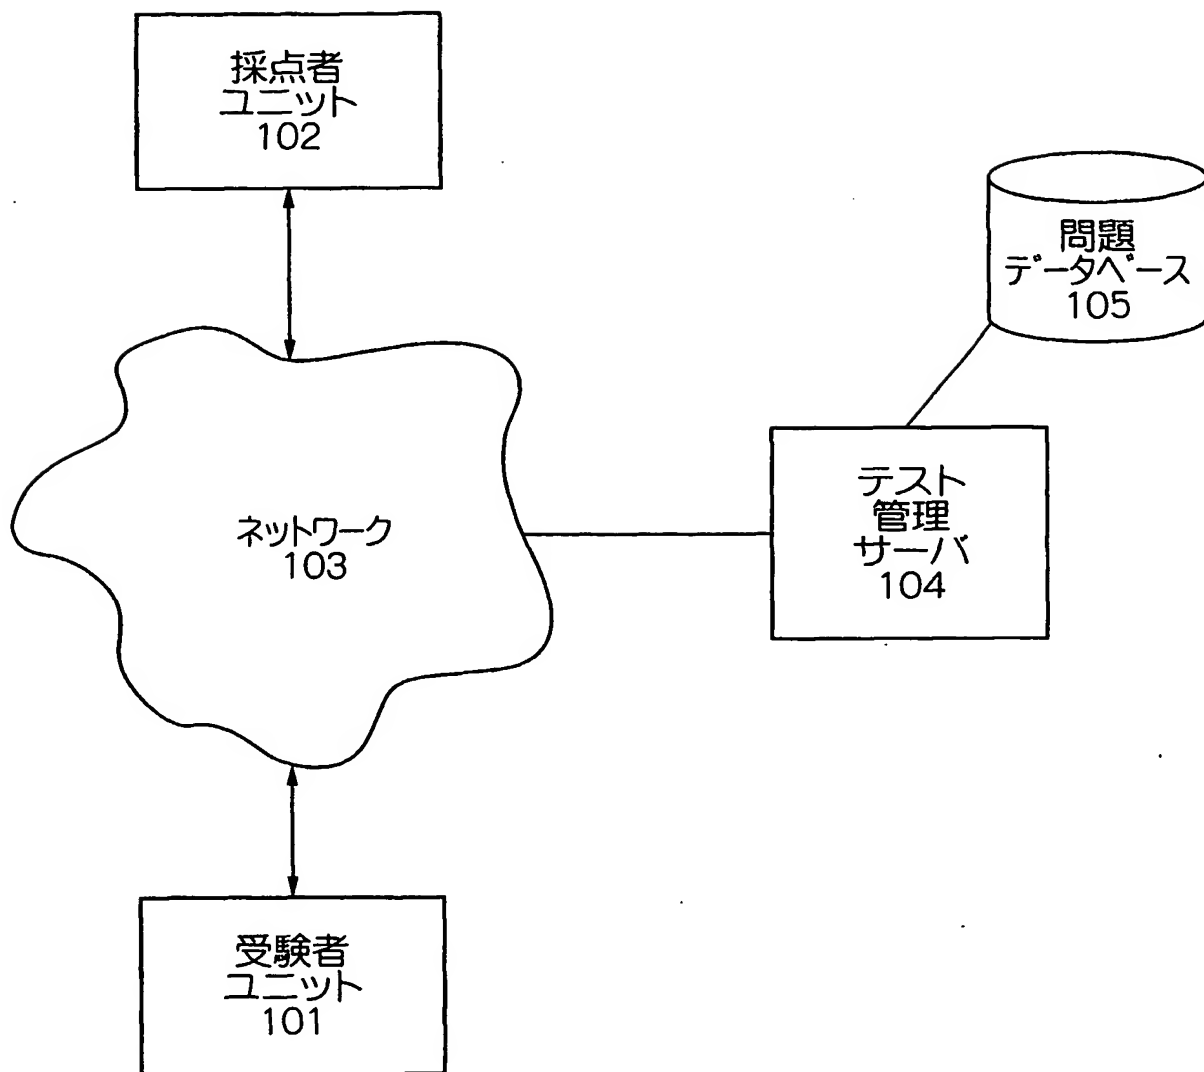 採点者
ユニット
102
問題
データベース
105
テスト
管理
サーバ
104
ネットワーク
103
受験者
ユニット
101